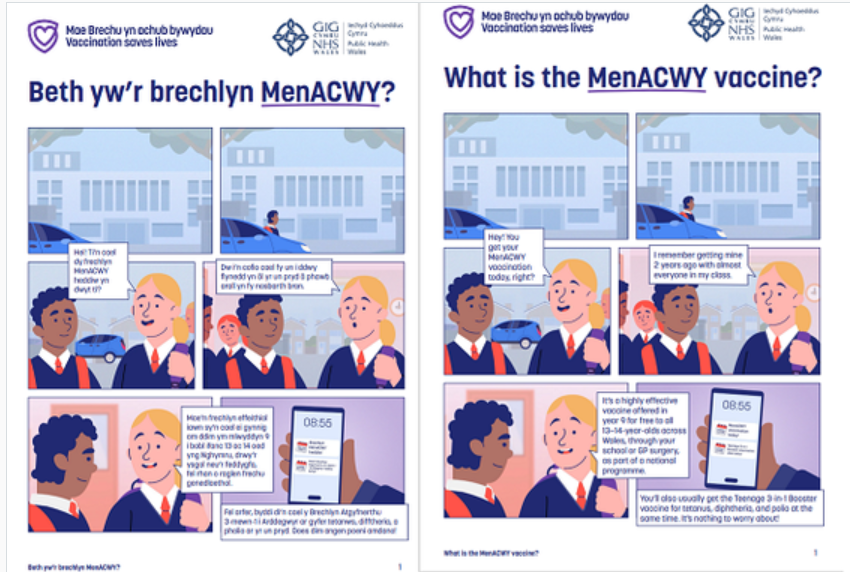 Mae Brechu yn achub bywydau
Vaccination saves lives
GIG
CYMRU
NHS
WALES
Iechyd Cyhoeddus
Cymru
Public Health
Wales
Beth yw'r brechlyn MenACWY?
Hei! Ti'n cael
dy frechlyn
MenACWY
heddiw yn
dwyt ti?
Dwi'n cofio cael fy un i ddwy
flynedd yn ôl yr un pryd â phawb
arall yn fy nosbarth bron.
Mae'n frechlyn effeithiol
iawn sy'n cael ei gynnig
am ddim ym mlwyddyn 9
i bobl ifanc 13 a 14 oed
yng Nghymru, drwy'r
ysgol neu'r feddygfa,
fel rhan o raglen frechu
genedlaethol.
08:55
Fel arfer, byddi di'n cael y Brechlyn Atgyfnerthu
3-mewn-1 i Arddegwyr ar gyfer tetanws, difftheria, a
pholio ar yr un pryd. Does dim angen poeni amdano!
Beth yw'r brechlyn MenACWY?
1
Mae Brechu yn achub bywydau
Vaccination saves lives
GIG
CYMRU
NHS
WALES
Iechyd Cyhoeddus
Cymru
Public Health
Wales
What is the MenACWY vaccine?
Hey! You
get your
MenACWY
vaccination
today, right?
I remember getting mine
2 years ago with almost
everyone in my class.
It's a highly effective
vaccine offered in
year 9 for free to all
13-14-year-olds across
Wales, through your
school or GP surgery,
as part of a national
programme.
08:55
You'll also usually get the Teenage 3-in-1 Booster
vaccine for tetanus, diphtheria, and polio at the
same time. It's nothing to worry about!
What is the MenACWY vaccine?
1